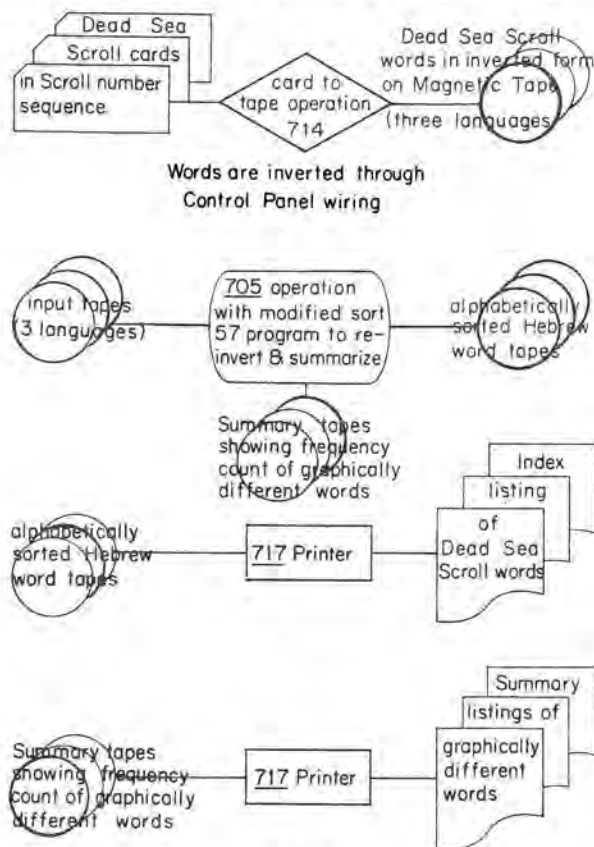 Dead Sea
Scroll cards
in Scroll number
sequence
card to
tape operation
714
Dead Sea Scroll
words in inverted form
on Magnetic Tape
(three languages)
Words are inverted through
Control Panel wiring
input tapes
(3 languages)
705 operation
with modified sort
57 program to re-
invert & summarize
alphabetically
sorted Hebrew
word tapes
Summary tapes
showing frequency
count of graphically
different words
alphabetically
sorted Hebrew
word tapes
717 Printer
Index
listing
of
Dead Sea
Scroll words
Summary tapes
showing frequency
count of graphically
different words
717 Printer
Summary
listings of
graphically
different
words